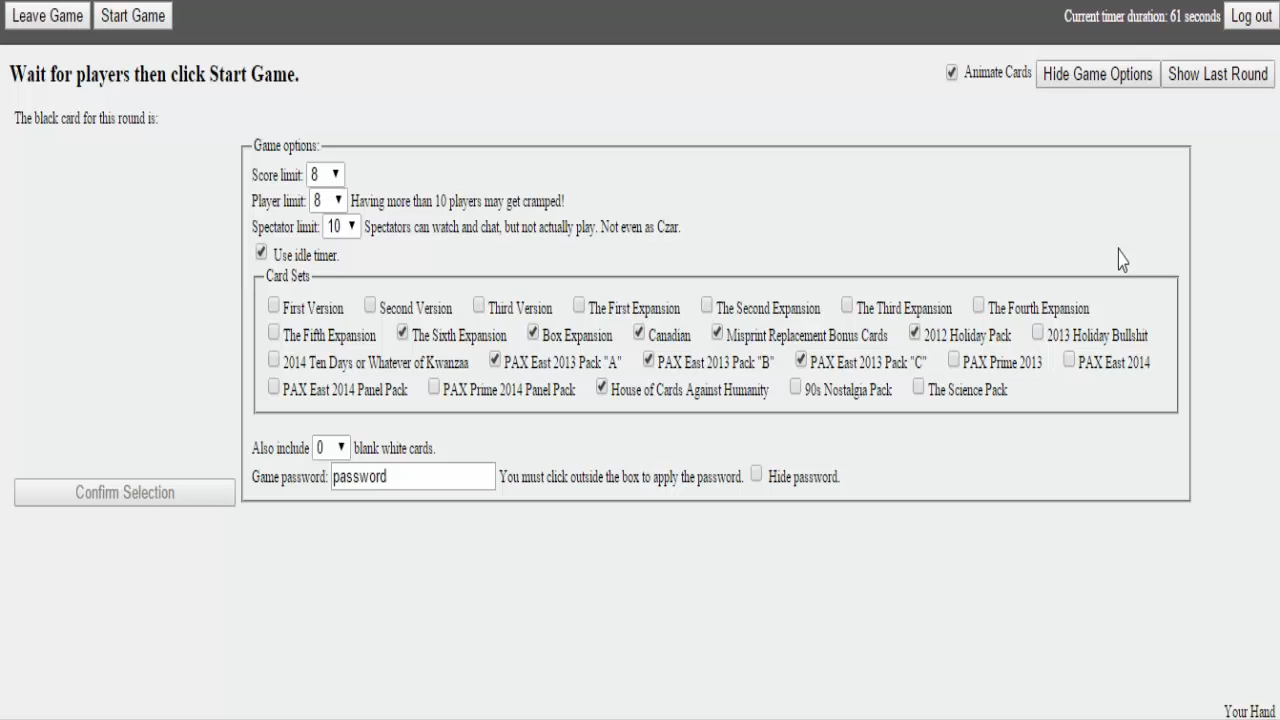 Leave Game Start Game Current timer duration: 61 seconds Log out
Wait for players then click Start Game. Animate Cards Hide Game Options Show Last Round
The black card for this round is:
Game options:
Score limit: 8
Player limit: 8 Having more than 10 players may get cramped!
Spectator limit: 10 Spectators can watch and chat, but not actually play. Not even as Czar.
Use idle timer.
Card Sets
First Version Second Version Third Version The First Expansion The Second Expansion The Third Expansion The Fourth Expansion
The Fifth Expansion The Sixth Expansion Box Expansion Canadian Misprint Replacement Bonus Cards 2012 Holiday Pack 2013 Holiday Bullshit
2014 Ten Days or Whatever of Kwanzaa PAX East 2013 Pack "A" PAX East 2013 Pack "B" PAX East 2013 Pack "C" PAX Prime 2013 PAX East 2014
PAX East 2014 Panel Pack PAX Prime 2014 Panel Pack House of Cards Against Humanity 90s Nostalgia Pack The Science Pack
Also include 0 blank white cards.
Game password: password You must click outside the box to apply the password. Hide password.
Confirm Selection
Your Hand